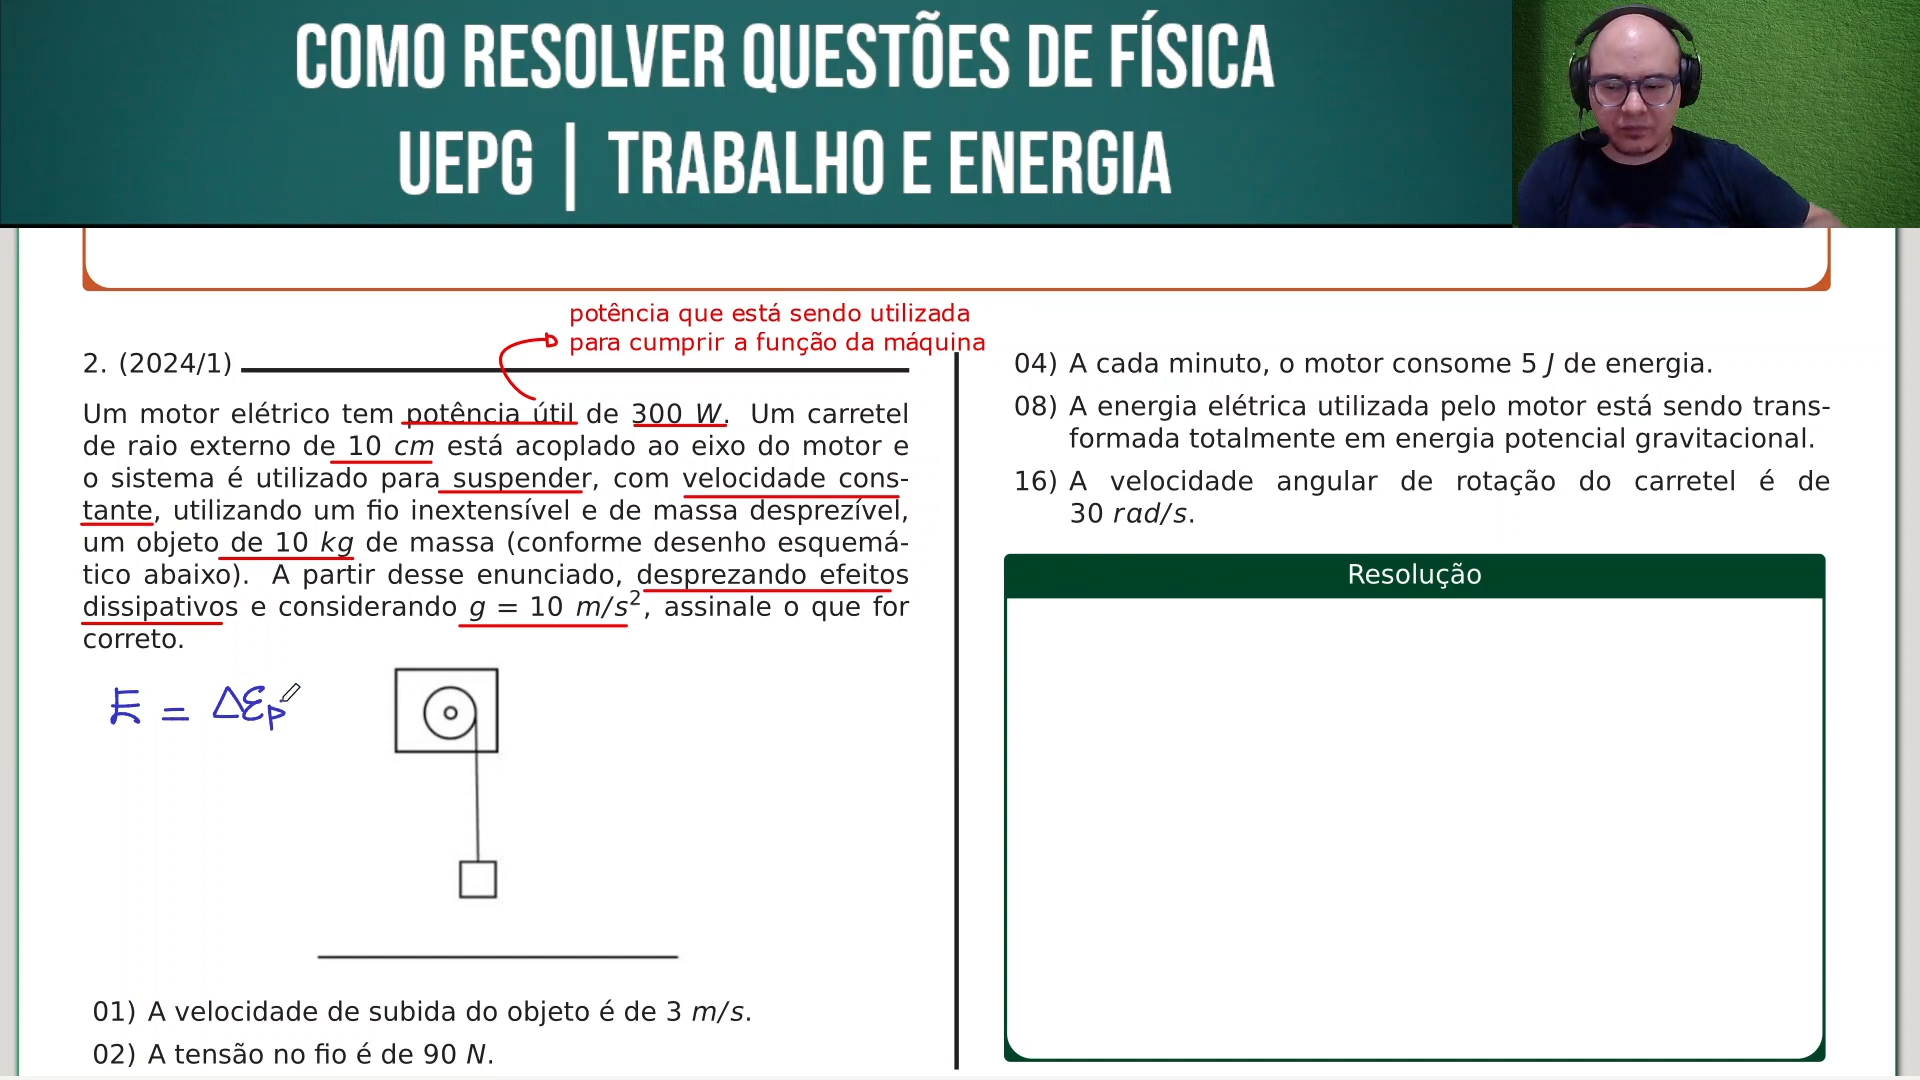 COMO RESOLVER QUESTÕES DE FÍSICA
UEPG | TRABALHO E ENERGIA
potência que está sendo utilizada
para cumprir a função da máquina
2. (2024/1)
Um motor elétrico tem potência útil de 300 W. Um carretel
de raio externo de 10 cm está acoplado ao eixo do motor e
o sistema é utilizado para suspender, com velocidade cons-
tante, utilizando um fio inextensível e de massa desprezível,
um objeto de 10 kg de massa (conforme desenho esquemá-
tico abaixo). A partir desse enunciado, desprezando efeitos
dissipativos e considerando g = 10 m/s², assinale o que for
correto.
E = ΔEp
01) A velocidade de subida do objeto é de 3 m/s.
02) A tensão no fio é de 90 N.
04) A cada minuto, o motor consome 5 J de energia.
08) A energia elétrica utilizada pelo motor está sendo trans-
formada totalmente em energia potencial gravitacional.
16) A velocidade angular de rotação do carretel é de
30 rad/s.
Resolução